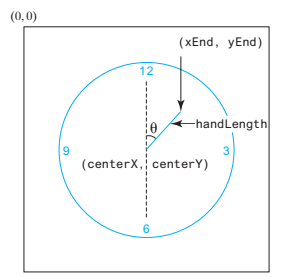 (0, 0)
(xEnd, yEnd)
12
θ
handLength
9
3
(centerX, centerY)
6